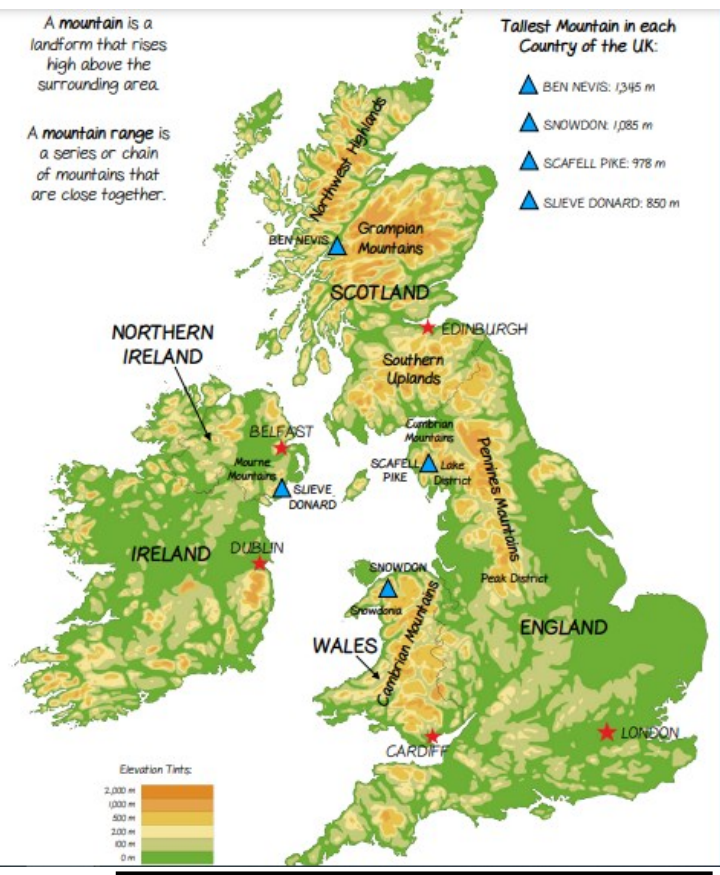 A mountain is a
landform that rises
high above the
surrounding area.
A mountain range is
a series or chain
of mountains that
are close together.
Tallest Mountain in each
Country of the UK:
BEN NEVIS: 1,345 m
SNOWDON: 1,085 m
SCAFELL PIKE: 978 m
SLIEVE DONARD: 850 m
Northwest Highlands
Grampian
Mountains
BEN NEVIS
SCOTLAND
EDINBURGH
NORTHERN
IRELAND
Southern
Uplands
BELFAST
Cumbrian
Mountains
Mourne
Mountains
SCAFELL
PIKE
Lake
District
Pennines Mountains
SLIEVE
DONARD
IRELAND
DUBLIN
SNOWDON
Peak District
Snowdonia
Cambrian Mountains
ENGLAND
WALES
LONDON
CARDIFF
Elevation Tints:
2,000 m
1,000 m
500 m
200 m
100 m
0 m